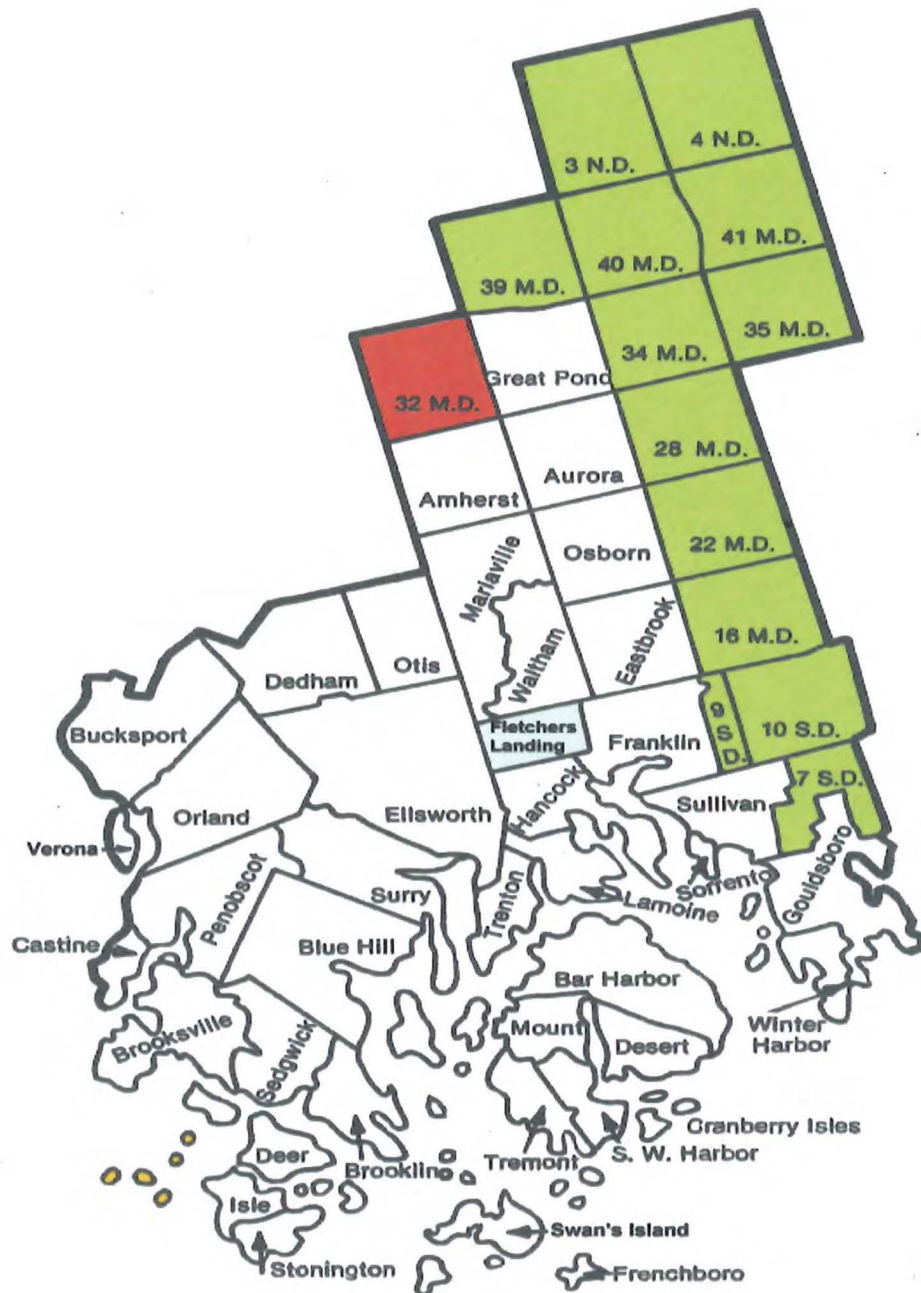 4 N.D.
3 N.D.
41 M.D.
40 M.D.
39 M.D.
35 M.D.
34 M.D.
Great Pond
32 M.D.
28 M.D.
Aurora
Amherst
22 M.D.
Osborn
Mariaville
Waltham
Eastbrook
16 M.D.
Otis
Dedham
Bucksport
Fletchers
Landing
Franklin
9
S
D.
10 S.D.
7 S.D.
Hancock
Sullivan
Ellsworth
Orland
Verona
Gouldsboro
Sorrento
Lamoine
Surry
Trenton
Penobscot
Castine
Blue Hill
Bar Harbor
Mount
Desert
Winter
Harbor
Brooksville
Sedgwick
Cranberry Isles
S. W. Harbor
Tremont
Brooklin
Deer
Isle
Swan's Island
Stonington
Frenchboro